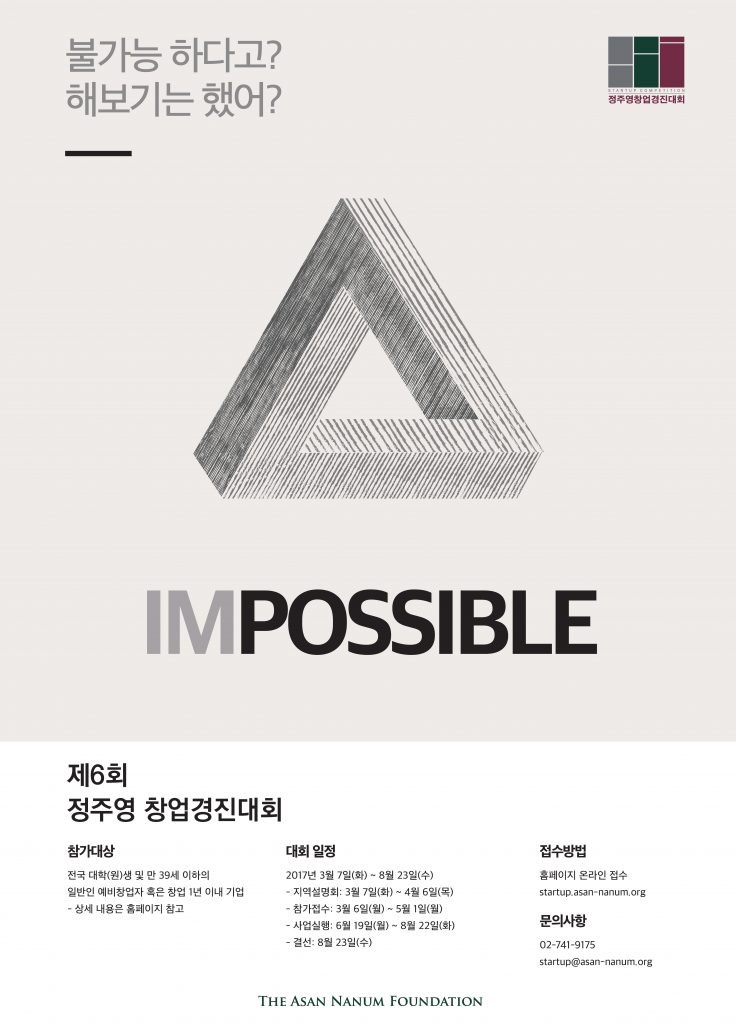 불가능 하다고?
해보기는 했어?
STARTUP COMPETITION
정주영창업경진대회
IMPOSSIBLE
제6회
정주영 창업경진대회
참가대상
전국 대학(원)생 및 만 39세 이하의
일반인 예비창업자 혹은 창업 1년 이내 기업
- 상세 내용은 홈페이지 참고
대회 일정
2017년 3월 7일(화) ~ 8월 23일(수)
- 지역설명회: 3월 7일(화) ~ 4월 6일(목)
- 참가접수: 3월 6일(월) ~ 5월 1일(월)
- 사업실행: 6월 19일(월) ~ 8월 22일(화)
- 결선: 8월 23일(수)
접수방법
홈페이지 온라인 접수
startup.asan-nanum.org
문의사항
02-741-9175
startup@asan-nanum.org
THE ASAN NANUM FOUNDATION